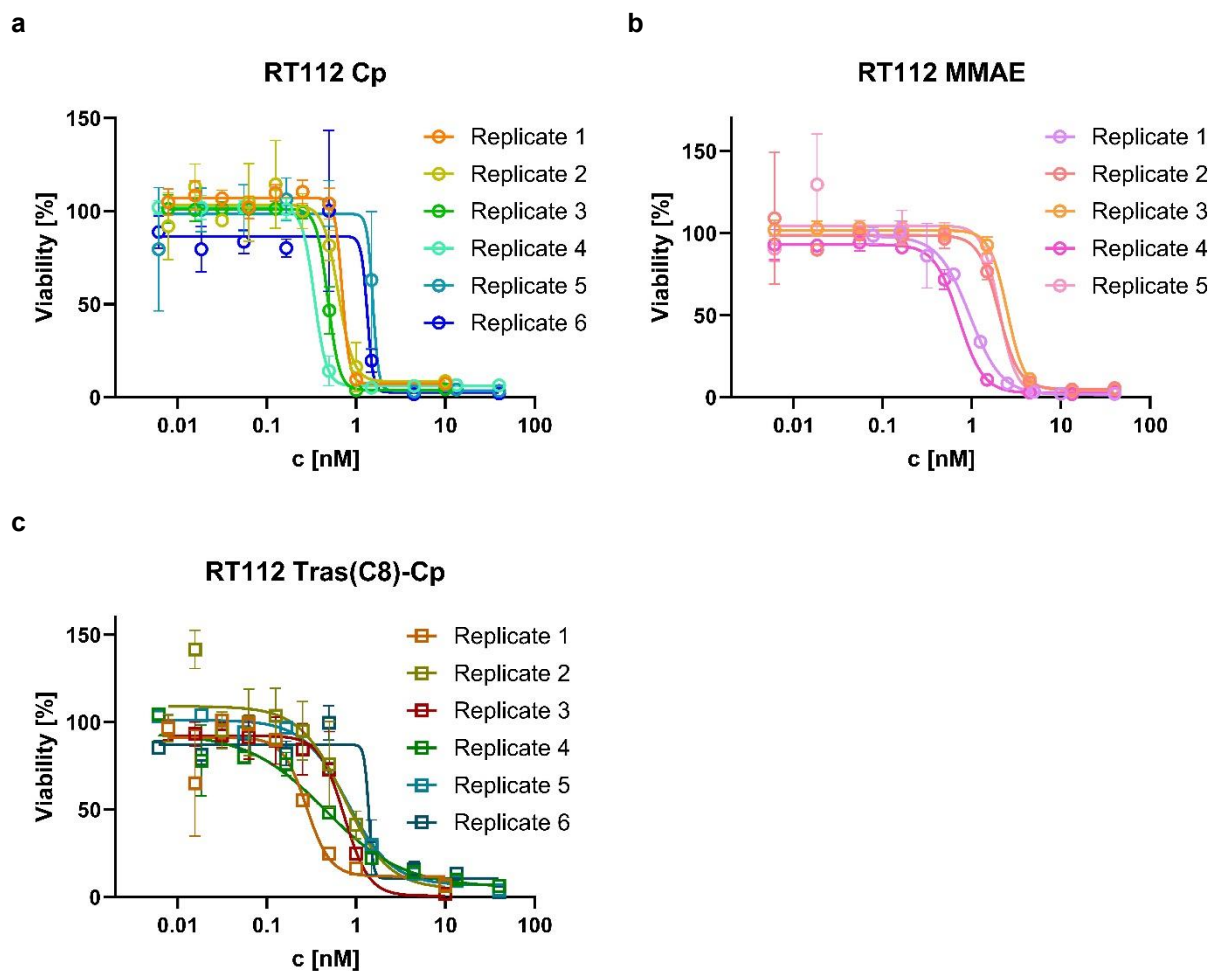 a
RT112 Cp
150
100
50
0
Viability [%]
0.01 0.1 1 10 100
c [nM]
Replicate 1
Replicate 2
Replicate 3
Replicate 4
Replicate 5
Replicate 6
b
RT112 MMAE
150
100
50
0
Viability [%]
0.01 0.1 1 10 100
c [nM]
Replicate 1
Replicate 2
Replicate 3
Replicate 4
Replicate 5
c
RT112 Tras(C8)-Cp
150
100
50
0
Viability [%]
0.01 0.1 1 10 100
c [nM]
Replicate 1
Replicate 2
Replicate 3
Replicate 4
Replicate 5
Replicate 6